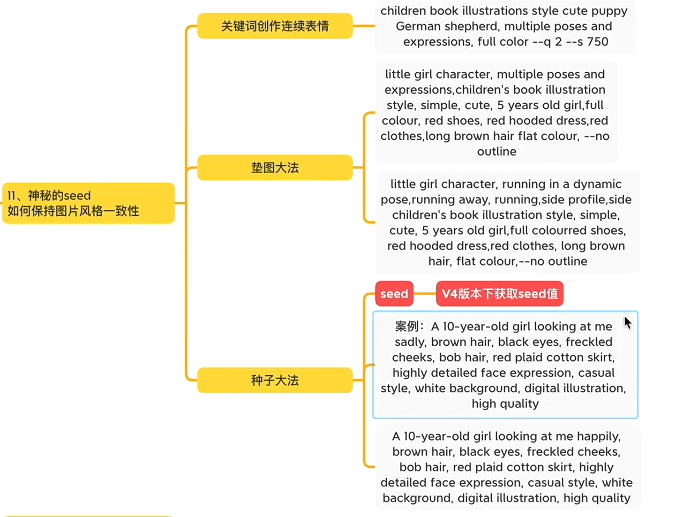 children book illustrations style cute puppy
German shepherd, multiple poses and
expressions, full color --q 2 --s 750
关键词创作连续表情
little girl character, multiple poses and
expressions,children's book illustration
style, simple, cute, 5 years old girl,full
colour, red shoes, red hooded dress,red
clothes,long brown hair flat colour, --no
outline
垫图大法
little girl character, running in a dynamic
pose,running away, running,side profile,side
children's book illustration style, simple,
cute, 5 years old girl,full colourred shoes,
red hooded dress,red clothes, long brown
hair, flat colour,--no outline
11、神秘的seed
如何保持图片风格一致性
seed
V4版本下获取seed值
案例：A 10-year-old girl looking at me
sadly, brown hair, black eyes, freckled
cheeks, bob hair, red plaid cotton skirt,
highly detailed face expression, casual
style, white background, digital illustration,
high quality
种子大法
A 10-year-old girl looking at me happily,
brown hair, black eyes, freckled cheeks,
bob hair, red plaid cotton skirt, highly
detailed face expression, casual style, white
background, digital illustration, high quality